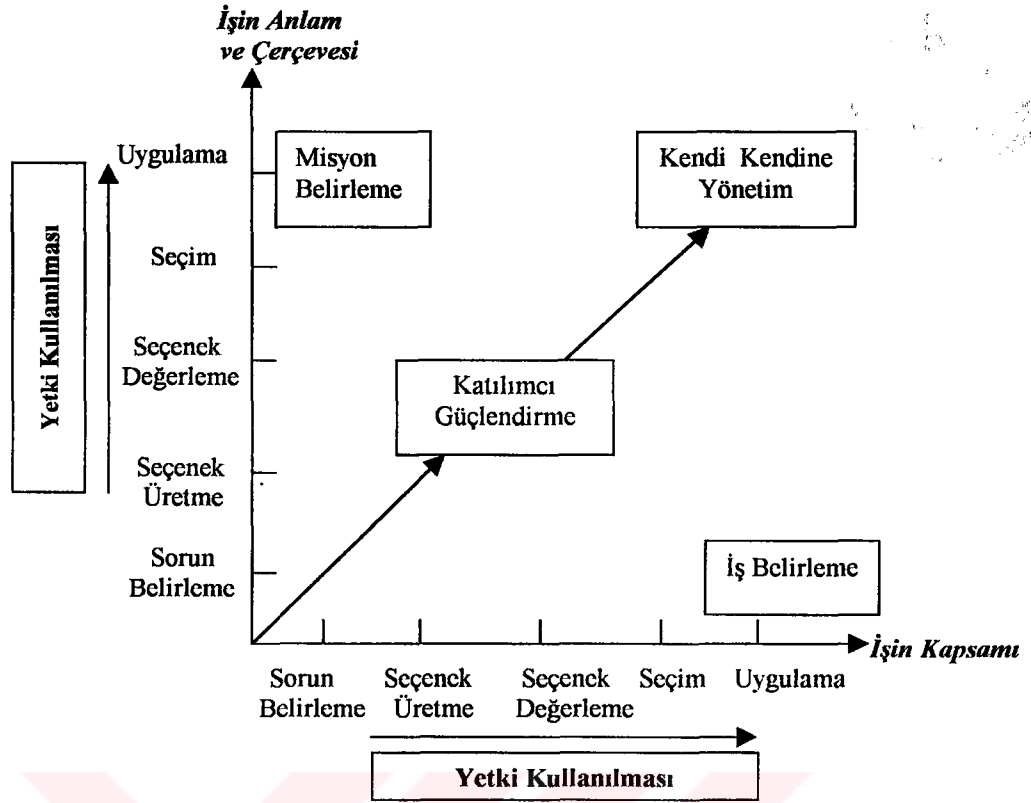 İşin Anlam
ve Çerçevesi
Uygulama
Misyon
Belirleme
Kendi Kendine
Yönetim
Yetki Kullanılması
Seçim
Seçenek
Değerleme
Katılımcı
Güçlendirme
Seçenek
Üretme
Sorun
Belirleme
İş Belirleme
İşin Kapsamı
Sorun
Belirleme
Seçenek
Üretme
Seçenek
Değerleme
Seçim
Uygulama
Yetki Kullanılması